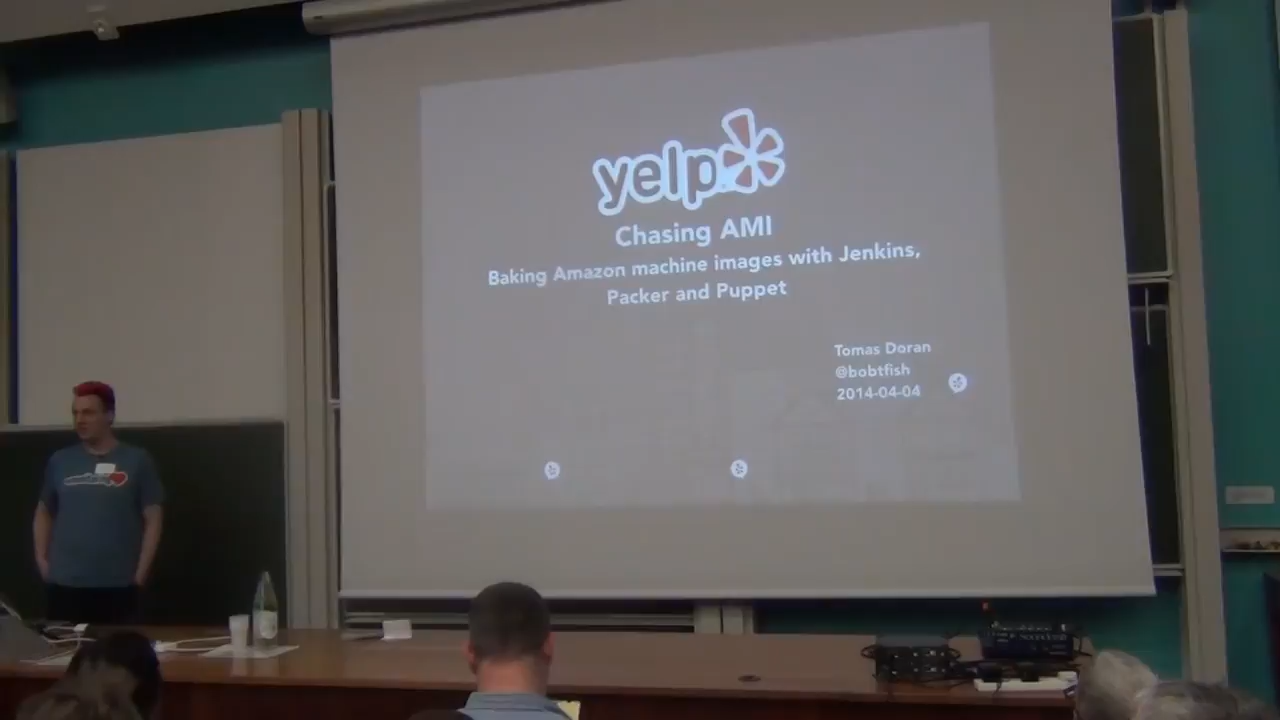 yelp
Chasing AMI
Baking Amazon machine images with Jenkins,
Packer and Puppet
Tomas Doran
@bobtfish
2014-04-04